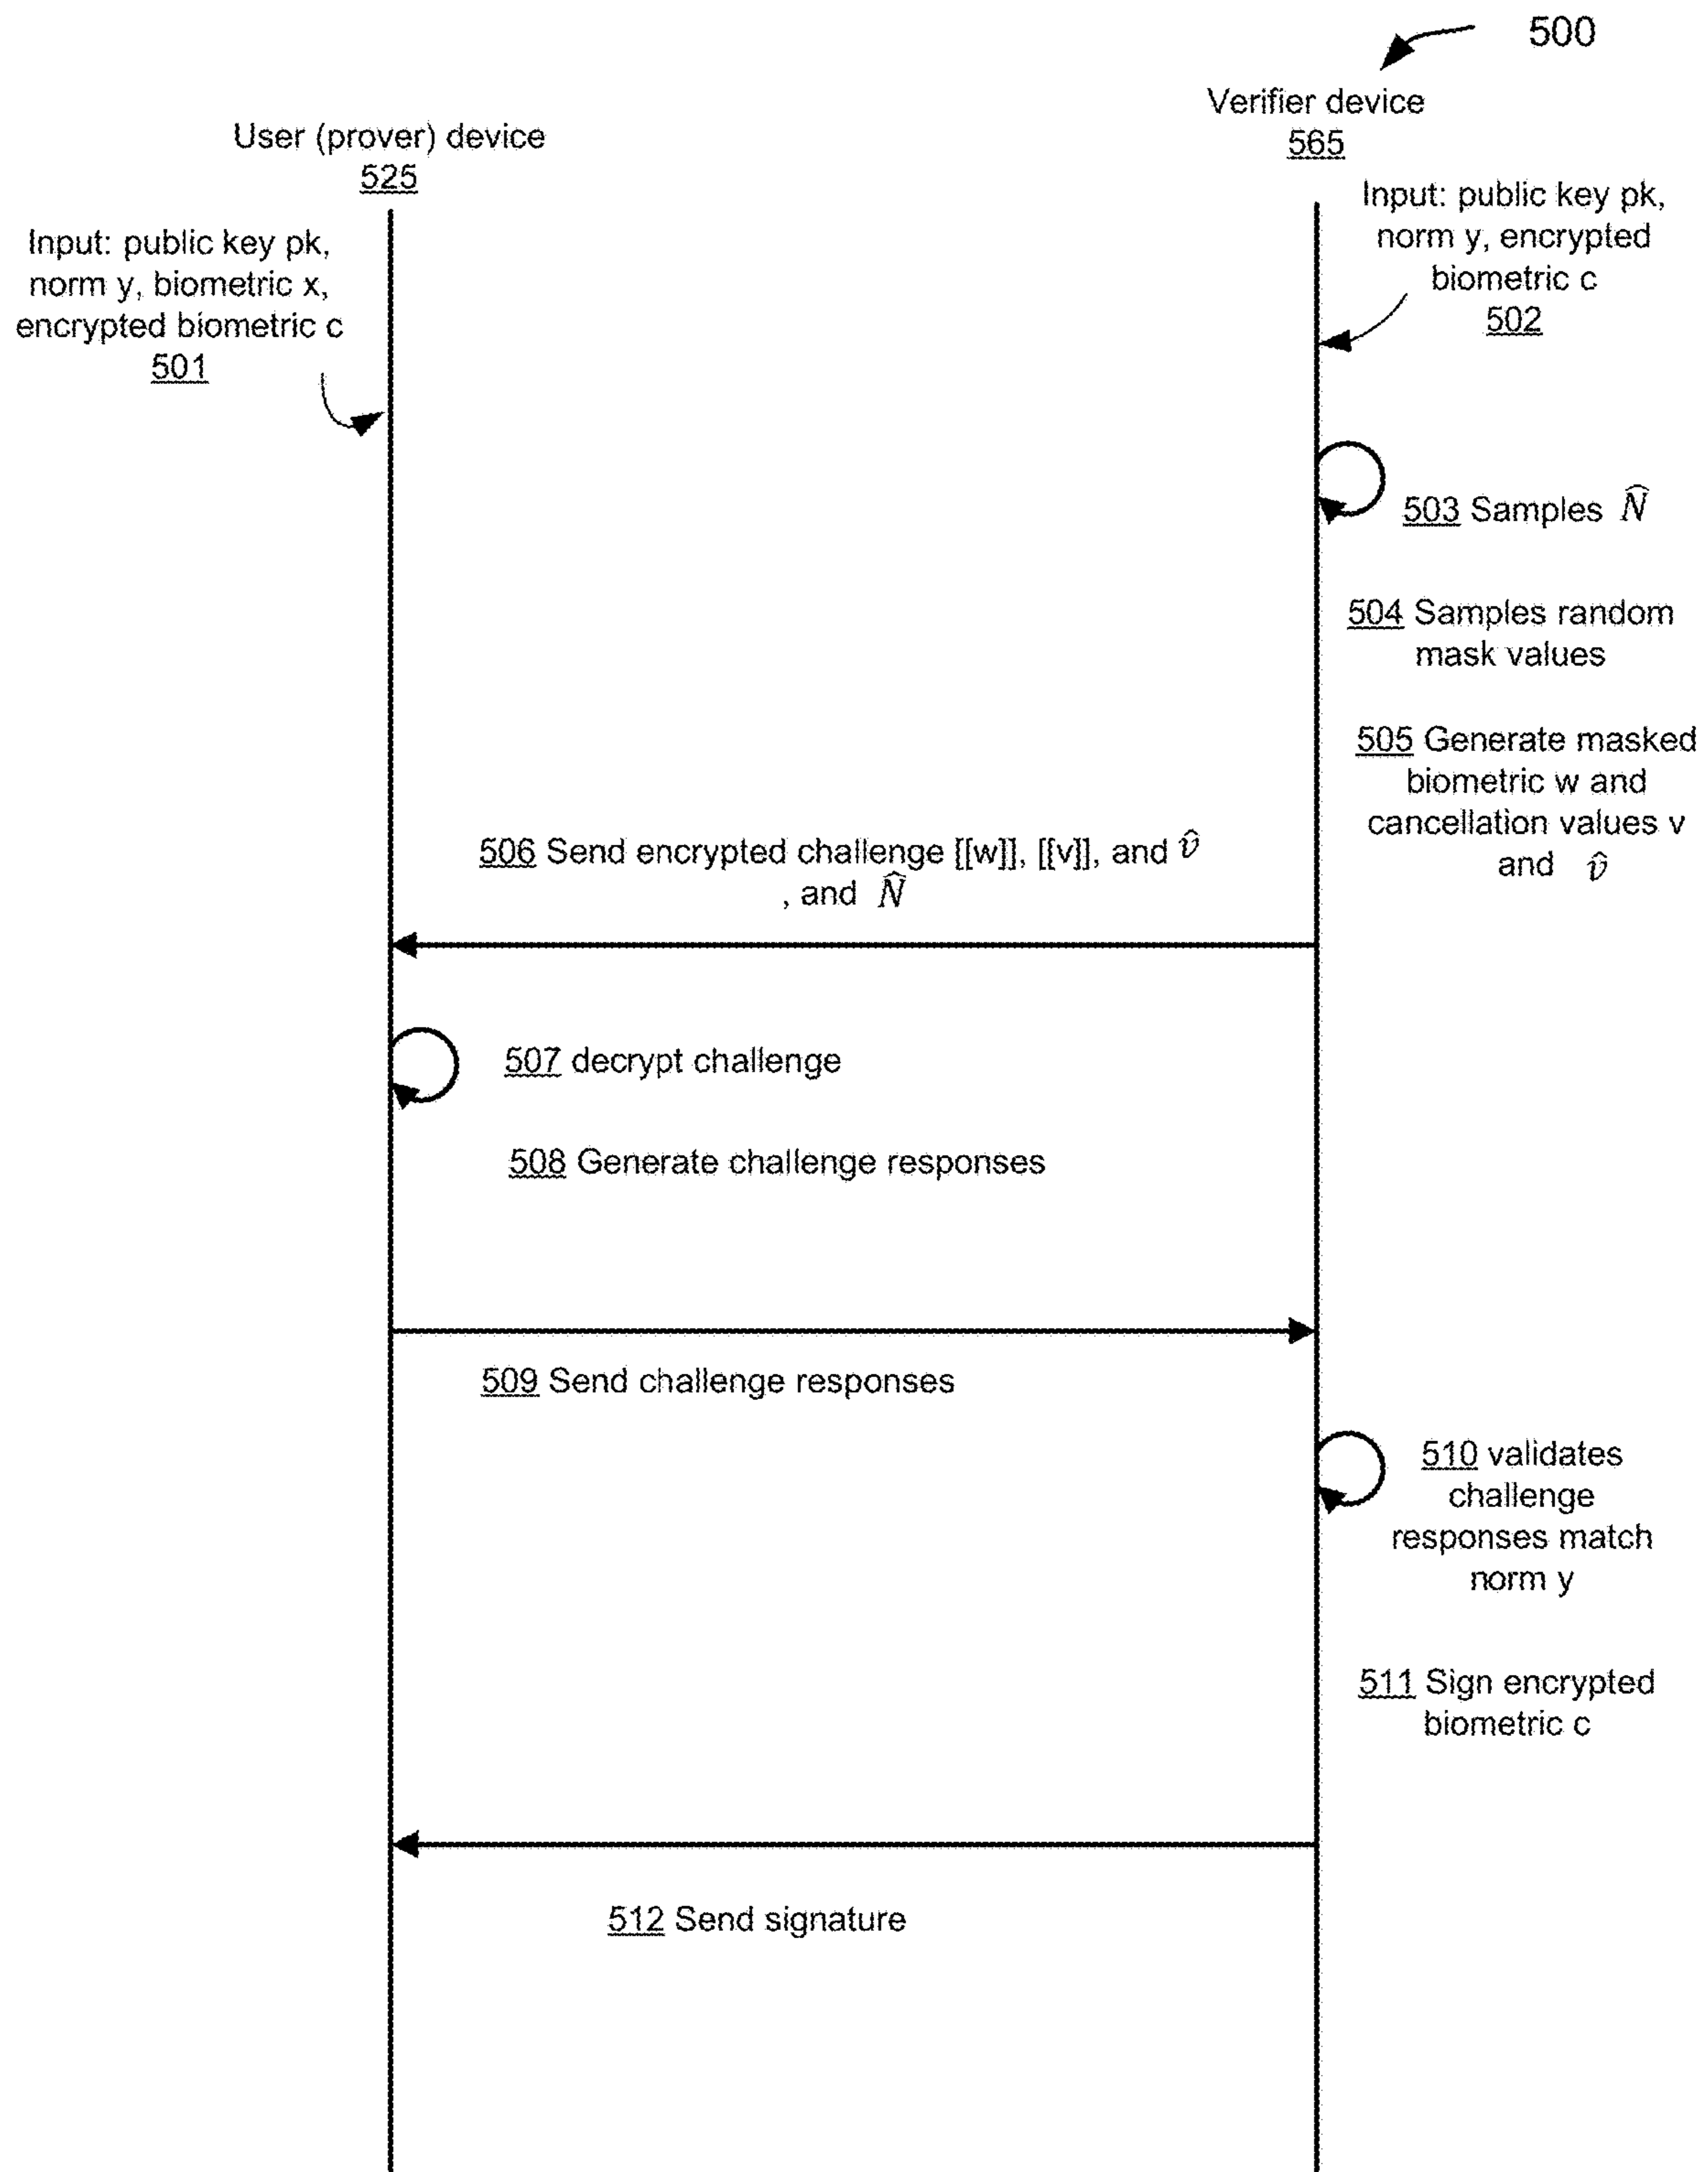 500
Verifier device
565
User (prover) device
525
Input: public key pk,
norm y, encrypted
biometric c
502
Input: public key pk,
norm y, biometric x,
encrypted biometric c
501
503 Samples N̂
504 Samples random
mask values
505 Generate masked
biometric w and
cancellation values v
and v̂
506 Send encrypted challenge [[w]], [[v]], and v̂
, and N̂
507 decrypt challenge
508 Generate challenge responses
509 Send challenge responses
510 validates
challenge
responses match
norm y
511 Sign encrypted
biometric c
512 Send signature